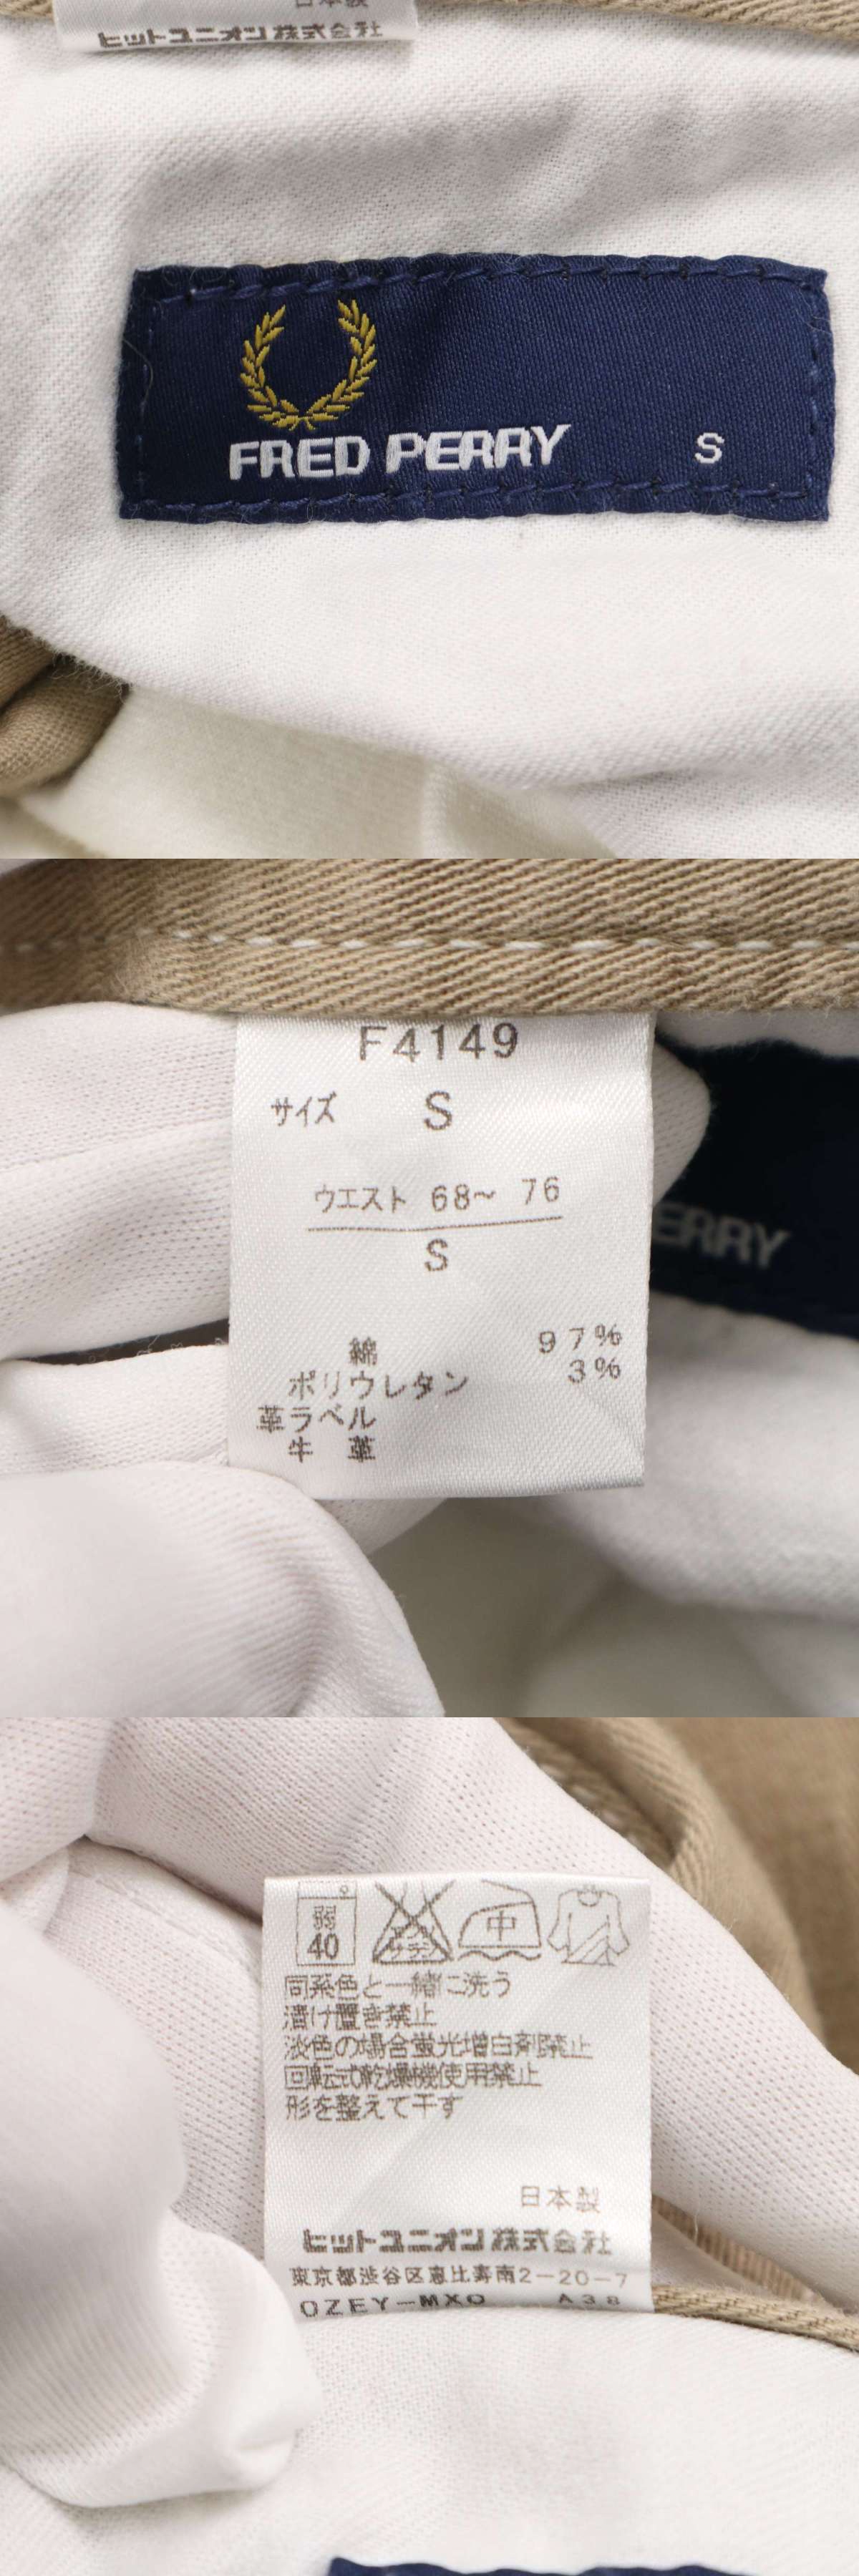 日本製
ヒットユニオン株式会社
FRED PERRY S
F4149
サイズ S
ウエスト 68~ 76
S
ERRY
綿 97%
ポリウレタン 3%
革ラベル
牛 革
弱
40
中
同系色と一緒に洗う
漬け置き禁止
淡色の場合蛍光増白剤禁止
回転式乾燥機使用禁止
形を整えて干す
日本製
ヒットユニオン株式会社
東京都渋谷区恵比寿南2-20-7
A38